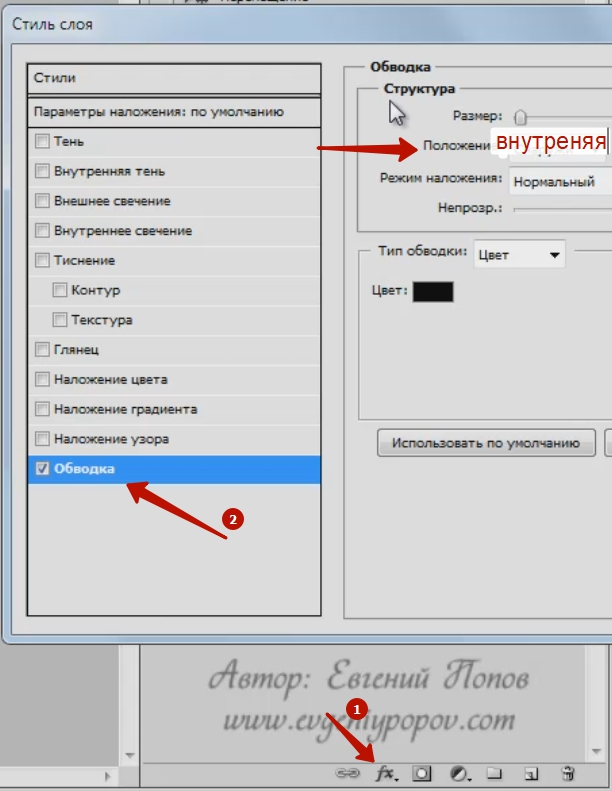 Стиль слоя
Стили
Параметры наложения: по умолчанию
Тень
Внутренняя тень
Внешнее свечение
Внутреннее свечение
Тиснение
Контур
Текстура
Глянец
Наложение цвета
Наложение градиента
Наложение узора
Обводка
Обводка
Структура
Размер:
Положени
внутреняя
Режим наложения: Нормальный
Непрозр.:
Тип обводки: Цвет
Цвет:
Использовать по умолчанию
2
Автор: Евгений Попов
www.evgeniypopov.com
1
fx